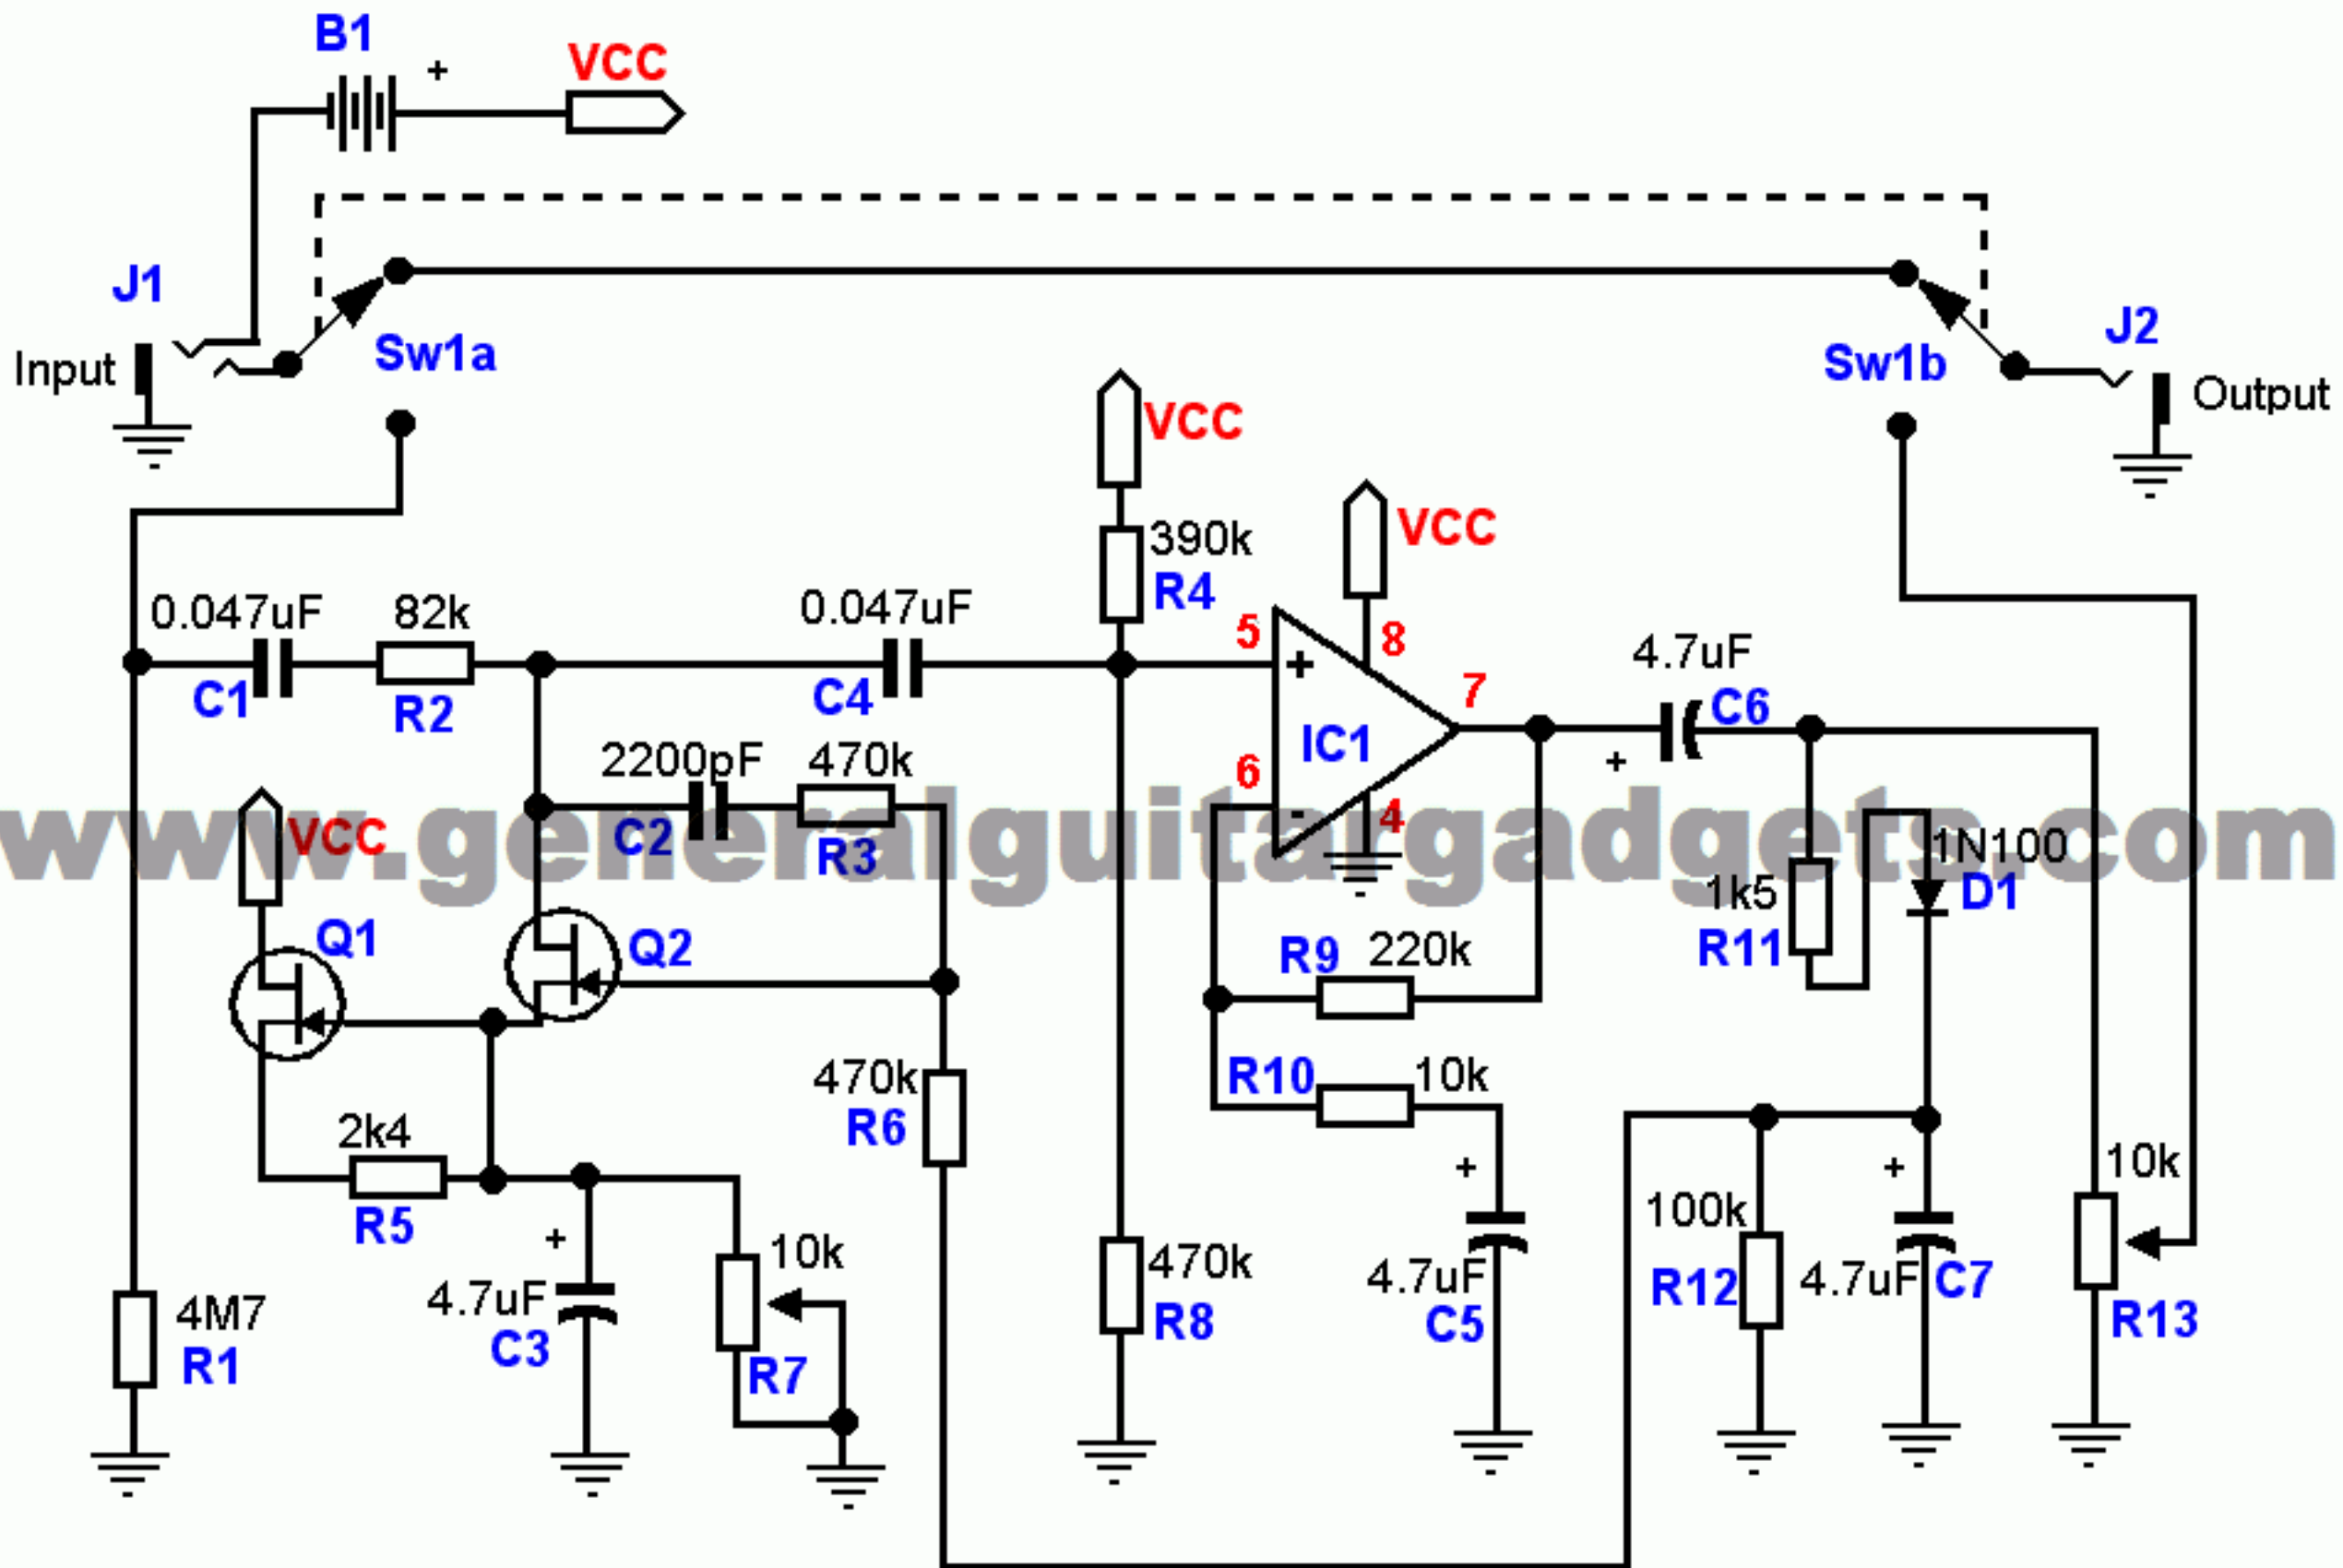 B1
+
VCC
J1
Input
Sw1a
Sw1b
J2
Output
VCC
390k
R4
VCC
0.047uF
C1
82k
R2
0.047uF
C4
5
+
8
7
IC1
6
-
4
4.7uF
C6
+
2200pF
C2
470k
R3
www.generalguitargadgets.com
VCC
Q1
Q2
1k5
R11
1N100
D1
R9
220k
R10
10k
470k
R6
2k4
R5
+
4.7uF
C3
10k
R7
4M7
R1
470k
R8
+
4.7uF
C5
100k
R12
+
4.7uF
C7
10k
R13